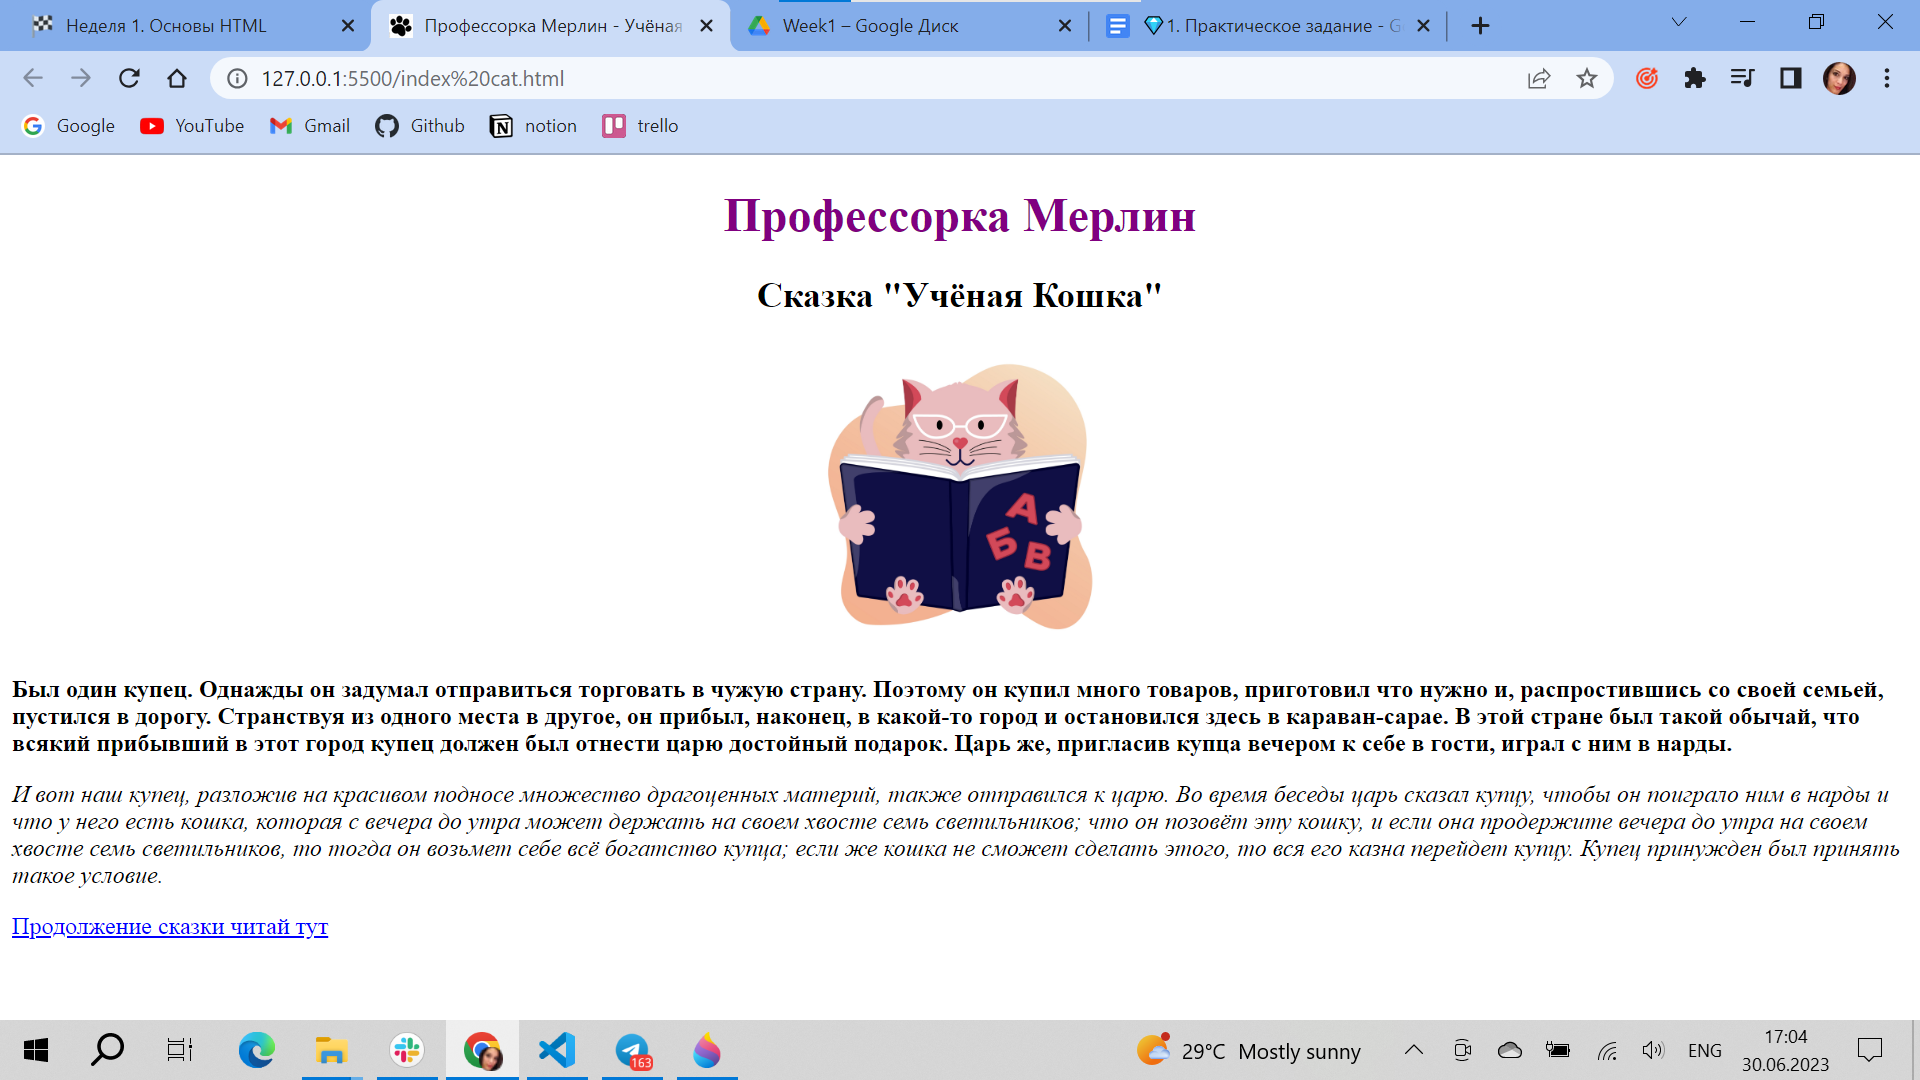 Неделя 1. Основы HTML
Профессорка Мерлин - Учёная
Week1 – Google Диск
1. Практическое задание - G
127.0.0.1:5500/index%20cat.html
Google
YouTube
Gmail
Github
notion
trello
Профессорка Мерлин
Сказка "Учёная Кошка"
А
Б
В
Был один купец. Однажды он задумал отправиться торговать в чужую страну. Поэтому он купил много товаров, приготовил что нужно и, распростившись со своей семьей,
пустился в дорогу. Странствуя из одного места в другое, он прибыл, наконец, в какой-то город и остановился здесь в караван-сарае. В этой стране был такой обычай, что
всякий прибывший в этот город купец должен был отнести царю достойный подарок. Царь же, пригласив купца вечером к себе в гости, играл с ним в нарды.
И вот наш купец, разложив на красивом подносе множество драгоценных материй, также отправился к царю. Во время беседы царь сказал купцу, чтобы он поиграло ним в нарды и
что у него есть кошка, которая с вечера до утра может держать на своем хвосте семь светильников; что он позовёт эту кошку, и если она продержите вечера до утра на своем
хвосте семь светильников, то тогда он возьмет себе всё богатство купца; если же кошка не сможет сделать этого, то вся его казна перейдет купцу. Купец принужден был принять
такое условие.
Продолжение сказки читай тут
163
29°C Mostly sunny
ENG
17:04
30.06.2023